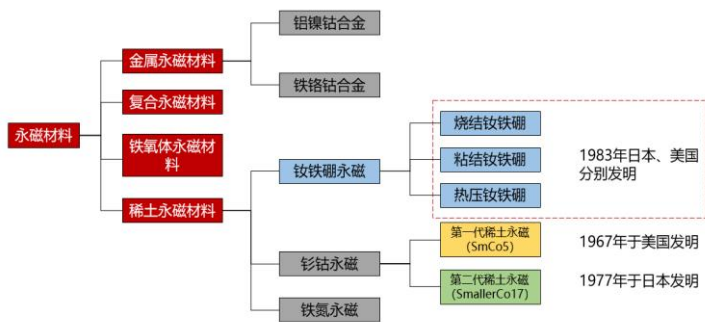 永磁材料
金属永磁材料
复合永磁材料
铁氧体永磁材
料
稀土永磁材料
铝镍钴合金
铁铬钴合金
钕铁硼永磁
钐钴永磁
铁氮永磁
烧结钕铁硼
粘结钕铁硼
热压钕铁硼
1983年日本、美国
分别发明
第一代稀土永磁
(SmCo5)
1967年于美国发明
第二代稀土永磁
(SmallerCo17)
1977年于日本发明